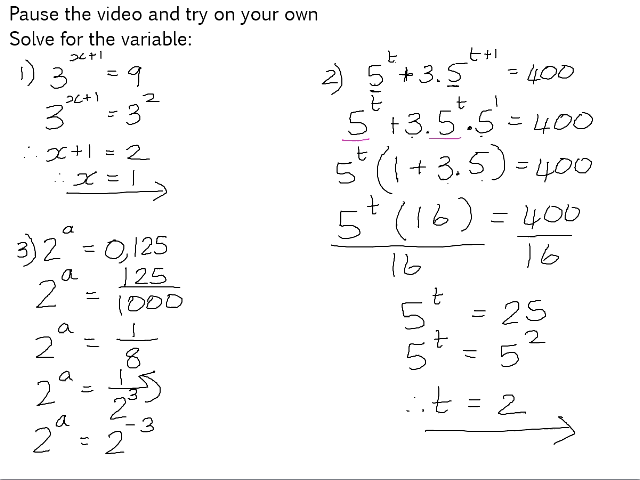 Pause the video and try on your own
Solve for the variable:
1) 3^(x+1) = 9
3^(x+1) = 3^2
∴ x+1 = 2
∴ x = 1
2) 5^t + 3.5^(t+1) = 400
5^t + 3.5^t.5^1 = 400
5^t (1 + 3.5) = 400
5^t (16) / 16 = 400 / 16
5^t = 25
5^t = 5^2
∴ t = 2
3) 2^a = 0,125
2^a = 125/1000
2^a = 1/8
2^a = 1/2^3
2^a = 2^-3